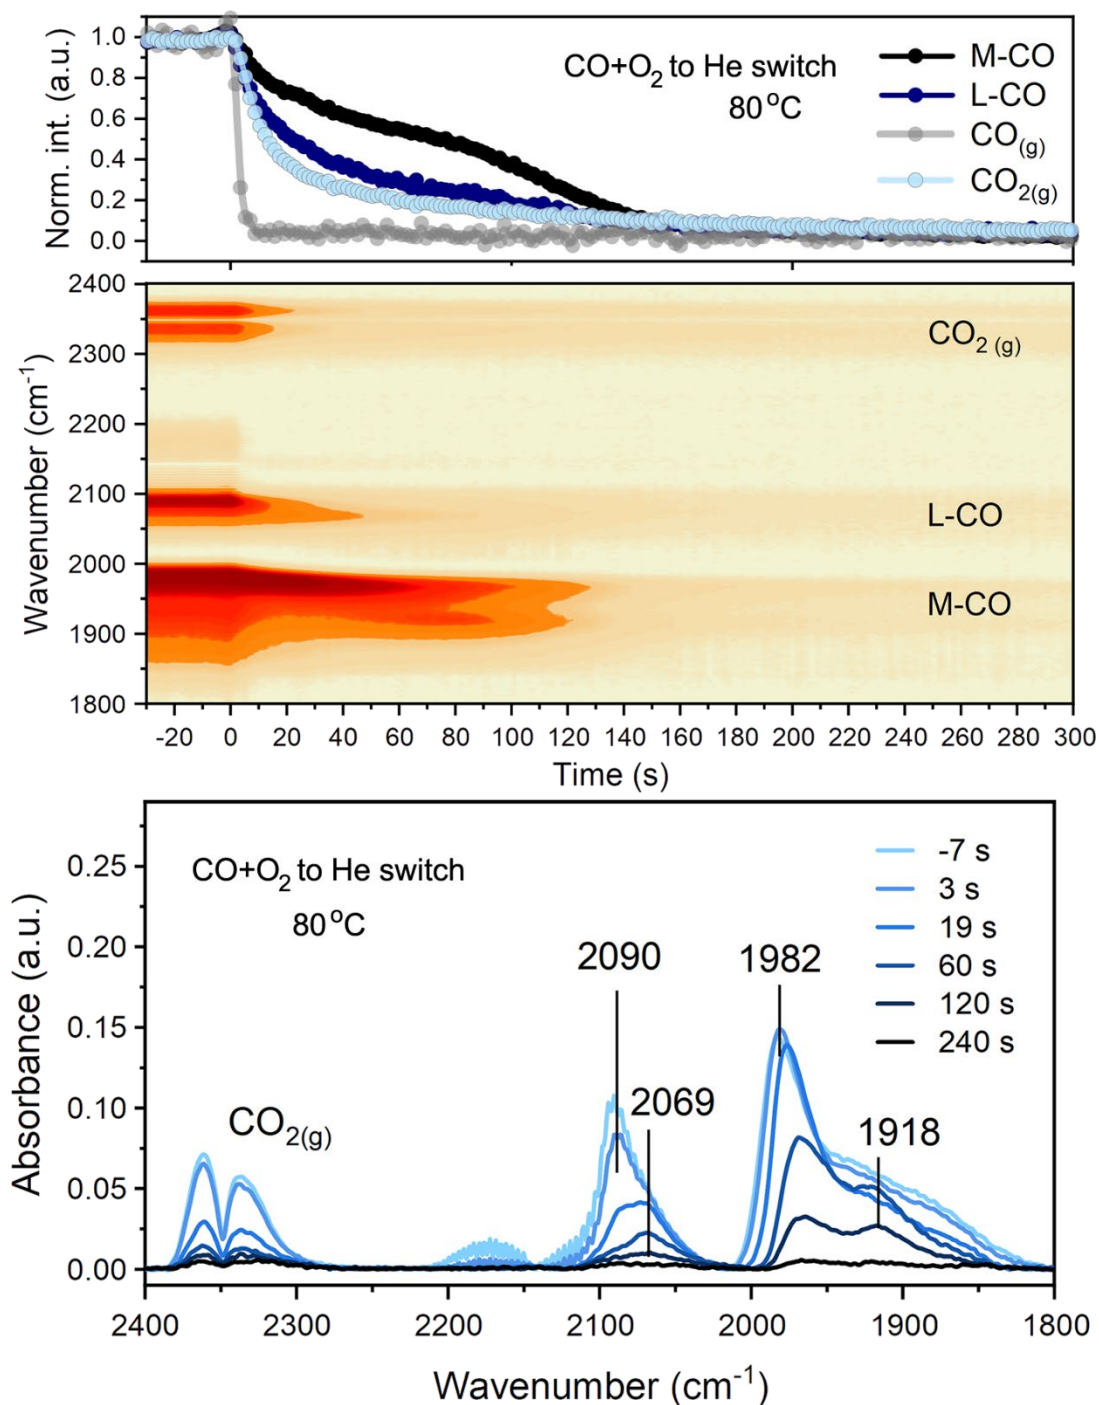 Norm. int. (a.u.)
1.0
0.8
0.6
0.4
0.2
0.0
CO+O₂ to He switch
80 °C
M-CO
L-CO
CO(g)
CO₂(g)
Wavenumber (cm⁻¹)
2400
2300
2200
2100
2000
1900
1800
CO₂ (g)
L-CO
M-CO
-20 0 20 40 60 80 100 120 140 160 180 200 220 240 260 280 300
Time (s)
Absorbance (a.u.)
0.25
0.20
0.15
0.10
0.05
0.00
CO+O₂ to He switch
80 °C
-7 s
3 s
19 s
60 s
120 s
240 s
2090
1982
2069
1918
CO₂(g)
2400 2300 2200 2100 2000 1900 1800
Wavenumber (cm⁻¹)